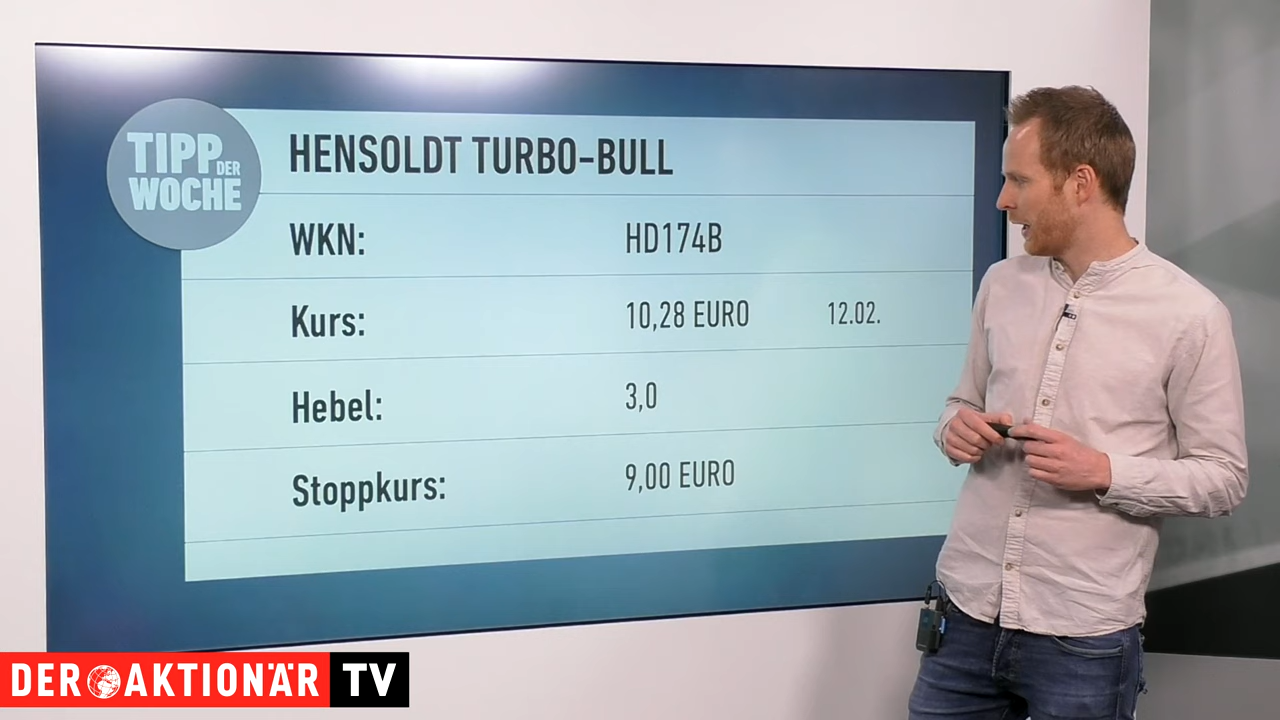 TIPP DER
WOCHE
HENSOLDT TURBO-BULL
WKN: HD174B
Kurs: 10,28 EURO 12.02.
Hebel: 3,0
Stoppkurs: 9,00 EURO
DER AKTIONÄR TV